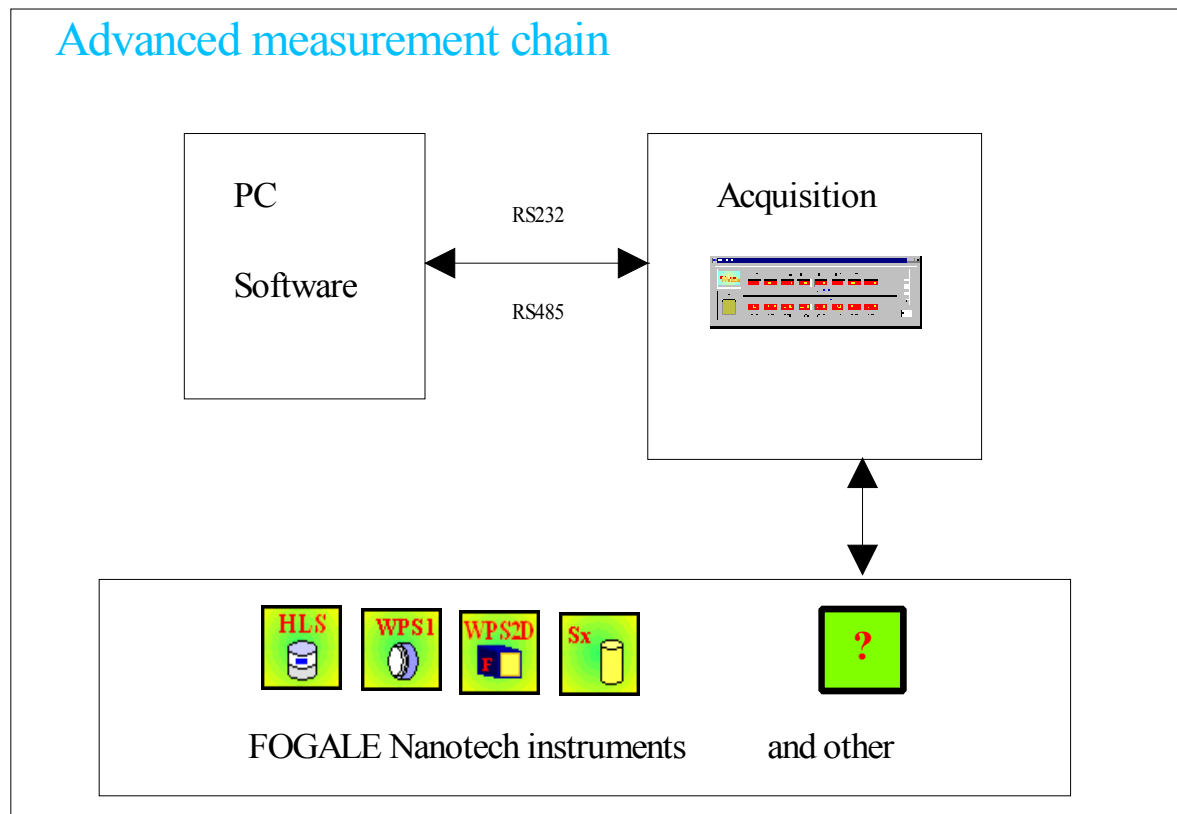 Advanced measurement chain
PC
Software
RS232
RS485
Acquisition
HLS
WPS1
WPS2D
F
Sx
?
FOGALE Nanotech instruments
and other